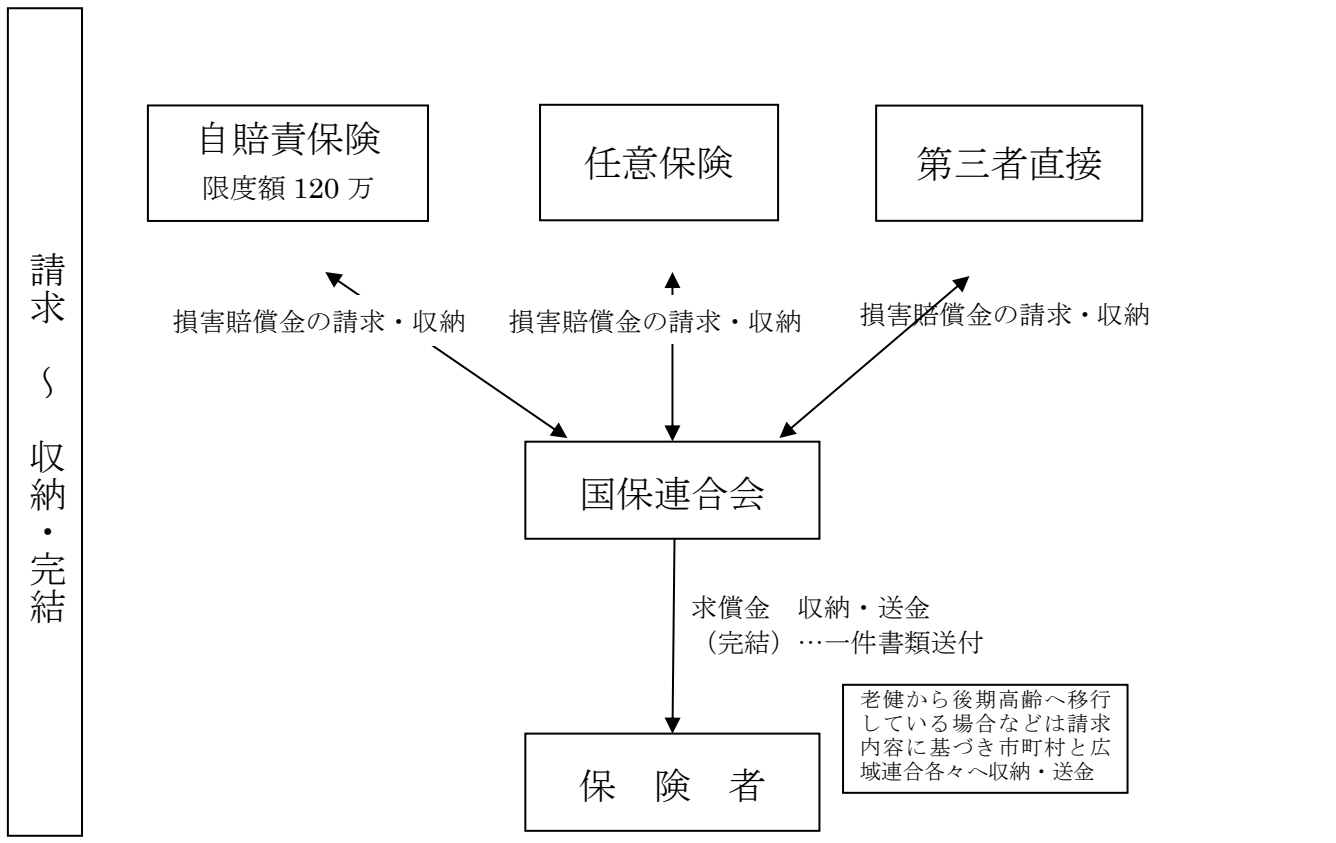 請求 ～ 収納・完結
自賠責保険
限度額 120 万
任意保険
第三者直接
損害賠償金の請求・収納
損害賠償金の請求・収納
損害賠償金の請求・収納
国保連合会
求償金　収納・送金
（完結）…一件書類送付
老健から後期高齢へ移行
している場合などは請求
内容に基づき市町村と広
域連合各々へ収納・送金
保　険　者